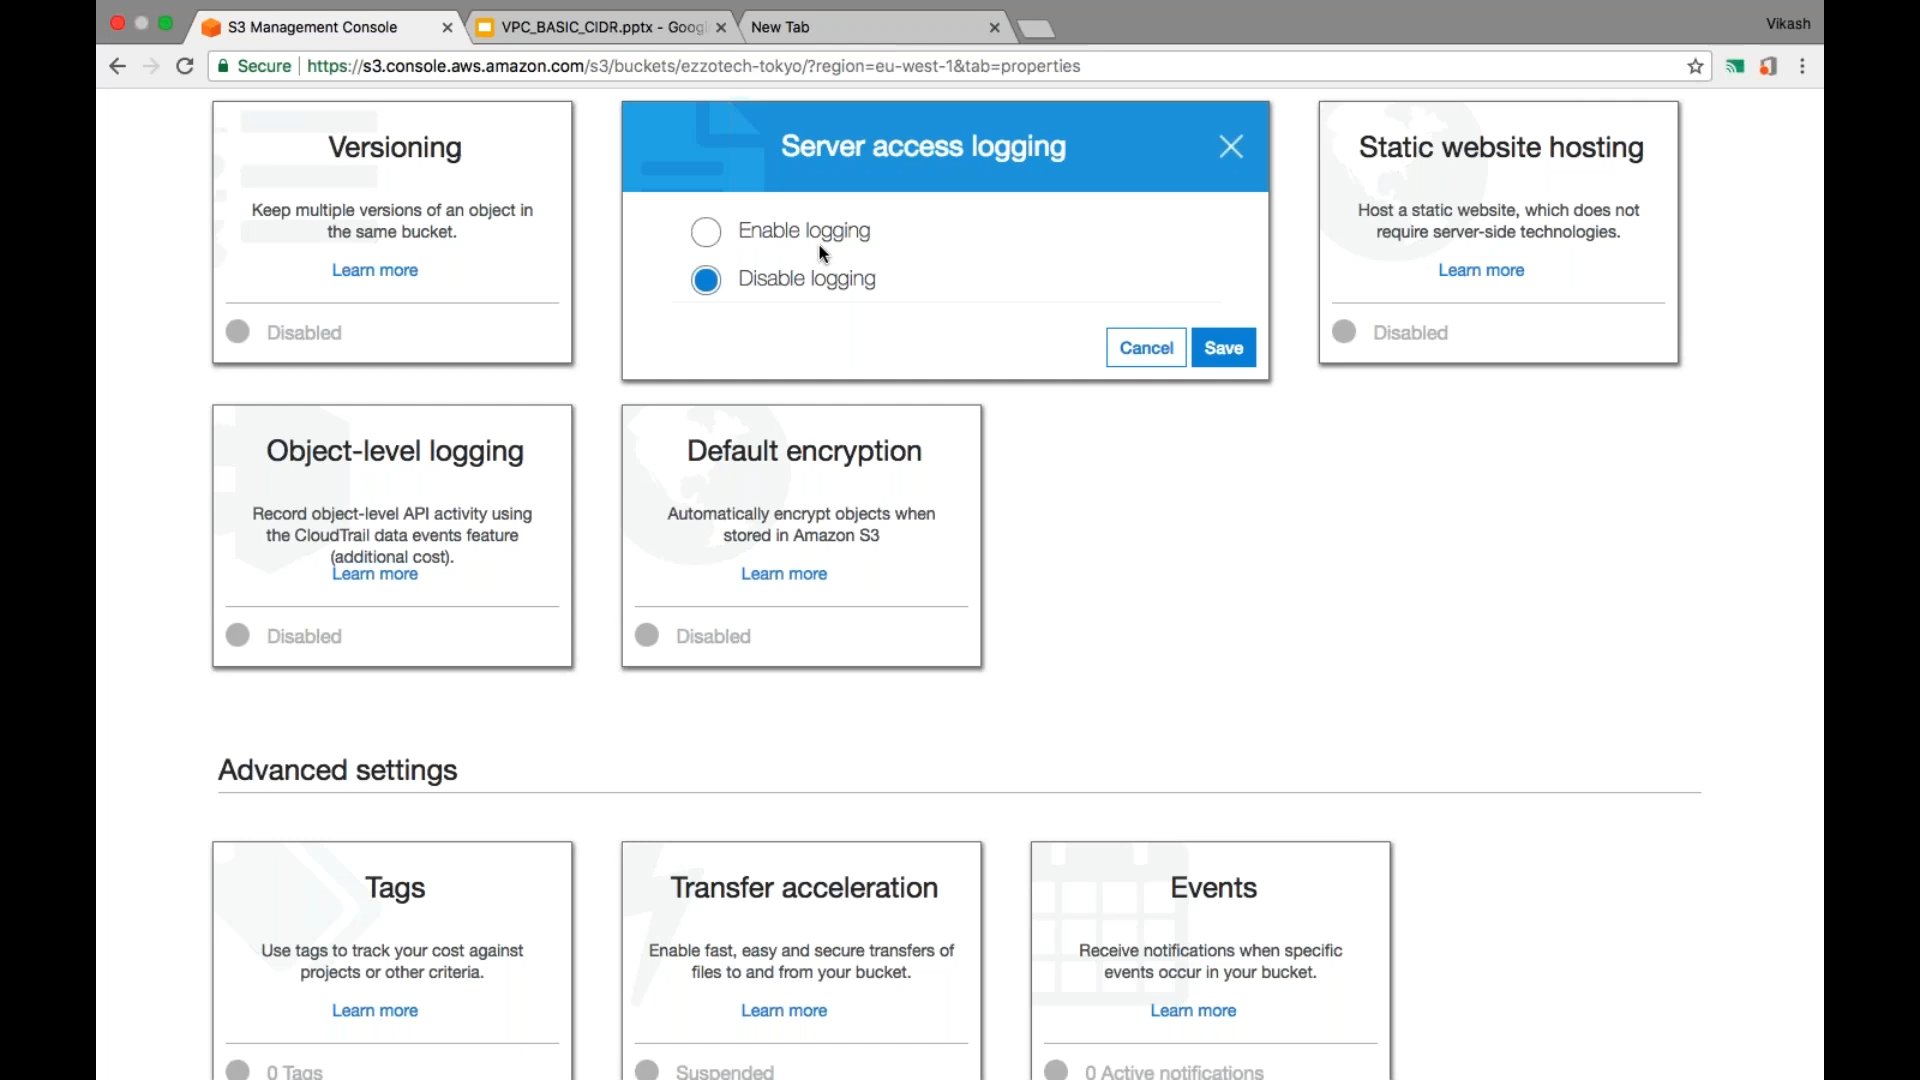 S3 Management Console
VPC_BASIC_CIDR.pptx - Googl
New Tab
Vikash
Secure
https://s3.console.aws.amazon.com/s3/buckets/ezzotech-tokyo/?region=eu-west-1&tab=properties
Versioning
Keep multiple versions of an object in
the same bucket.
Learn more
Disabled
Server access logging
Enable logging
Disable logging
Cancel
Save
Static website hosting
Host a static website, which does not
require server-side technologies.
Learn more
Disabled
Object-level logging
Record object-level API activity using
the CloudTrail data events feature
(additional cost).
Learn more
Disabled
Default encryption
Automatically encrypt objects when
stored in Amazon S3
Learn more
Disabled
Advanced settings
Tags
Use tags to track your cost against
projects or other criteria.
Learn more
0 Tags
Transfer acceleration
Enable fast, easy and secure transfers of
files to and from your bucket.
Learn more
Suspended
Events
Receive notifications when specific
events occur in your bucket.
Learn more
0 Active notifications